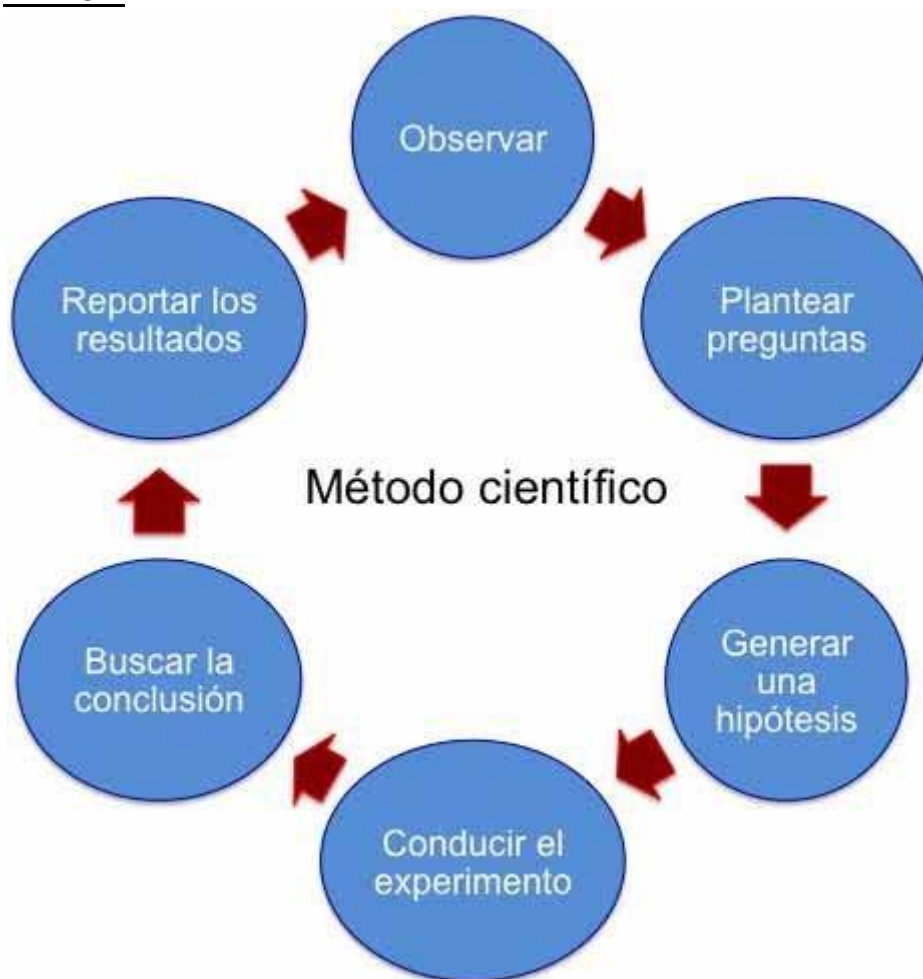 Observar
Plantear
preguntas
Generar
una
hipótesis
Conducir el
experimento
Buscar la
conclusión
Reportar los
resultados
Método científico